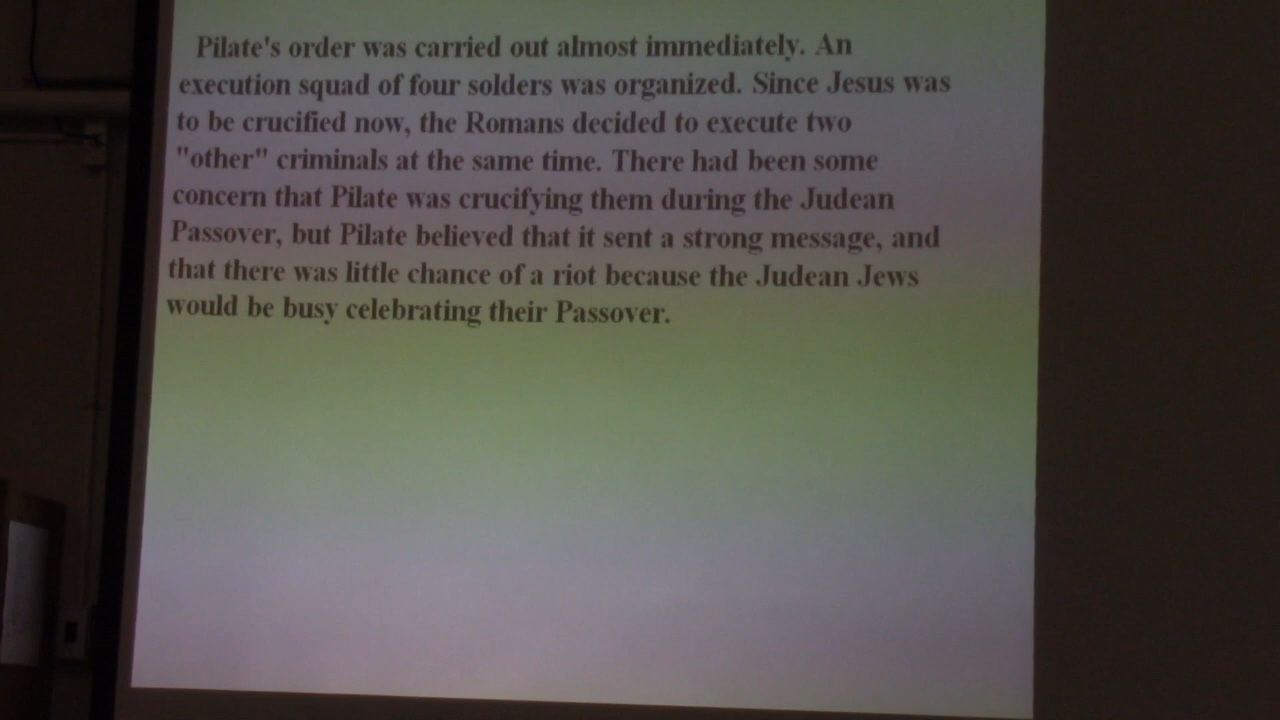 Pilate's order was carried out almost immediately. An
execution squad of four solders was organized. Since Jesus was
to be crucified now, the Romans decided to execute two
"other" criminals at the same time. There had been some
concern that Pilate was crucifying them during the Judean
Passover, but Pilate believed that it sent a strong message, and
that there was little chance of a riot because the Judean Jews
would be busy celebrating their Passover.